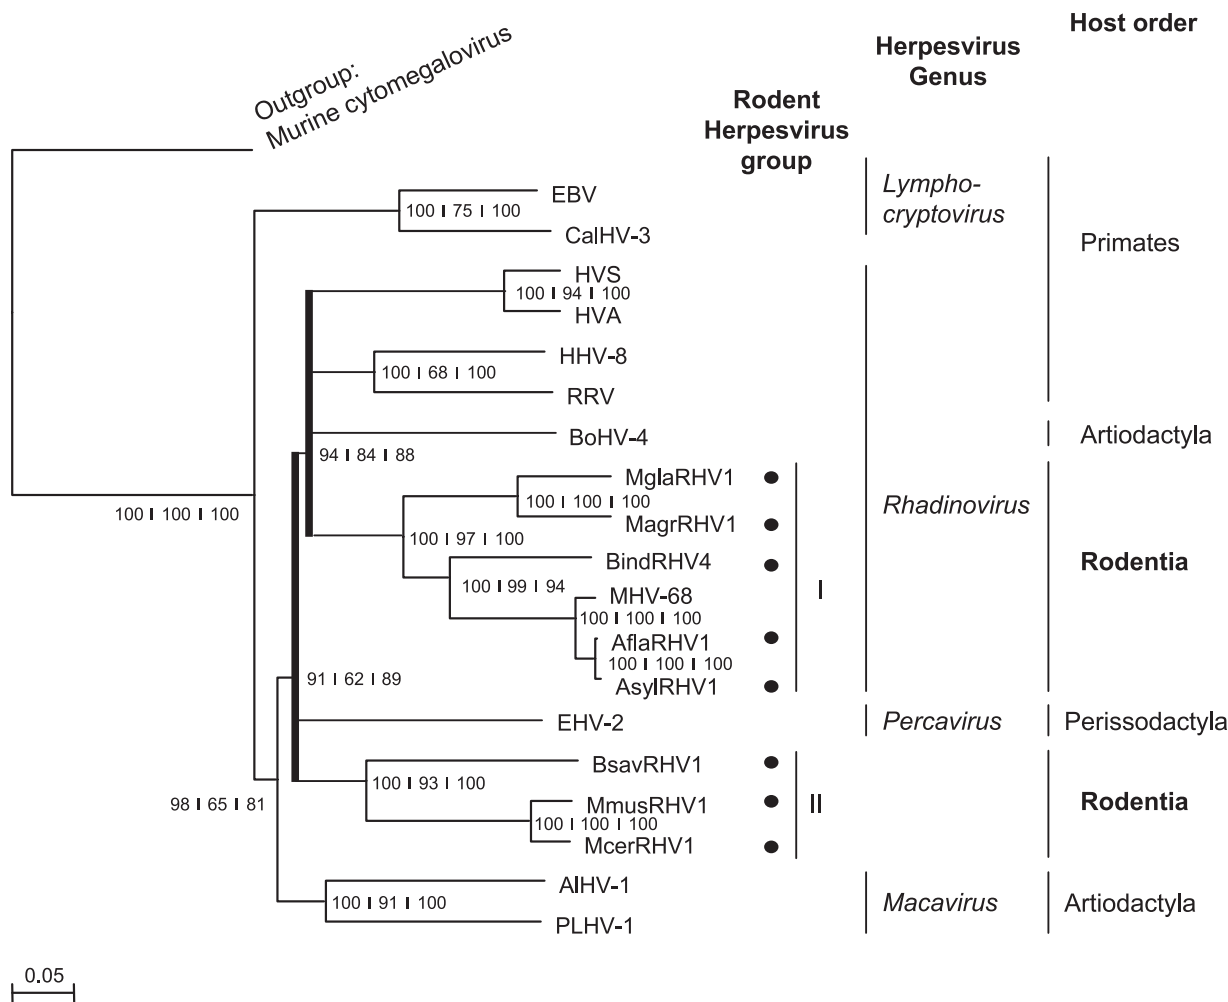 Outgroup:
Murine cytomegalovirus
Host order
Herpesvirus
Genus
Rodent
Herpesvirus
group
Lympho-
cryptovirus
EBV
100 I 75 I 100
CalHV-3
Primates
HVS
100 I 94 I 100
HVA
HHV-8
100 I 68 I 100
RRV
BoHV-4
Artiodactyla
94 I 84 I 88
MglaRHV1
100 I 100 I 100
Rhadinovirus
100 I 100 I 100
MagrRHV1
100 I 97 I 100
BindRHV4
Rodentia
100 I 99 I 94
I
MHV-68
100 I 100 I 100
AflaRHV1
100 I 100 I 100
91 I 62 I 89
AsylRHV1
EHV-2
Percavirus
Perissodactyla
BsavRHV1
100 I 93 I 100
98 I 65 I 81
MmusRHV1
II
Rodentia
100 I 100 I 100
McerRHV1
AlHV-1
100 I 91 I 100
Macavirus
Artiodactyla
PLHV-1
0.05